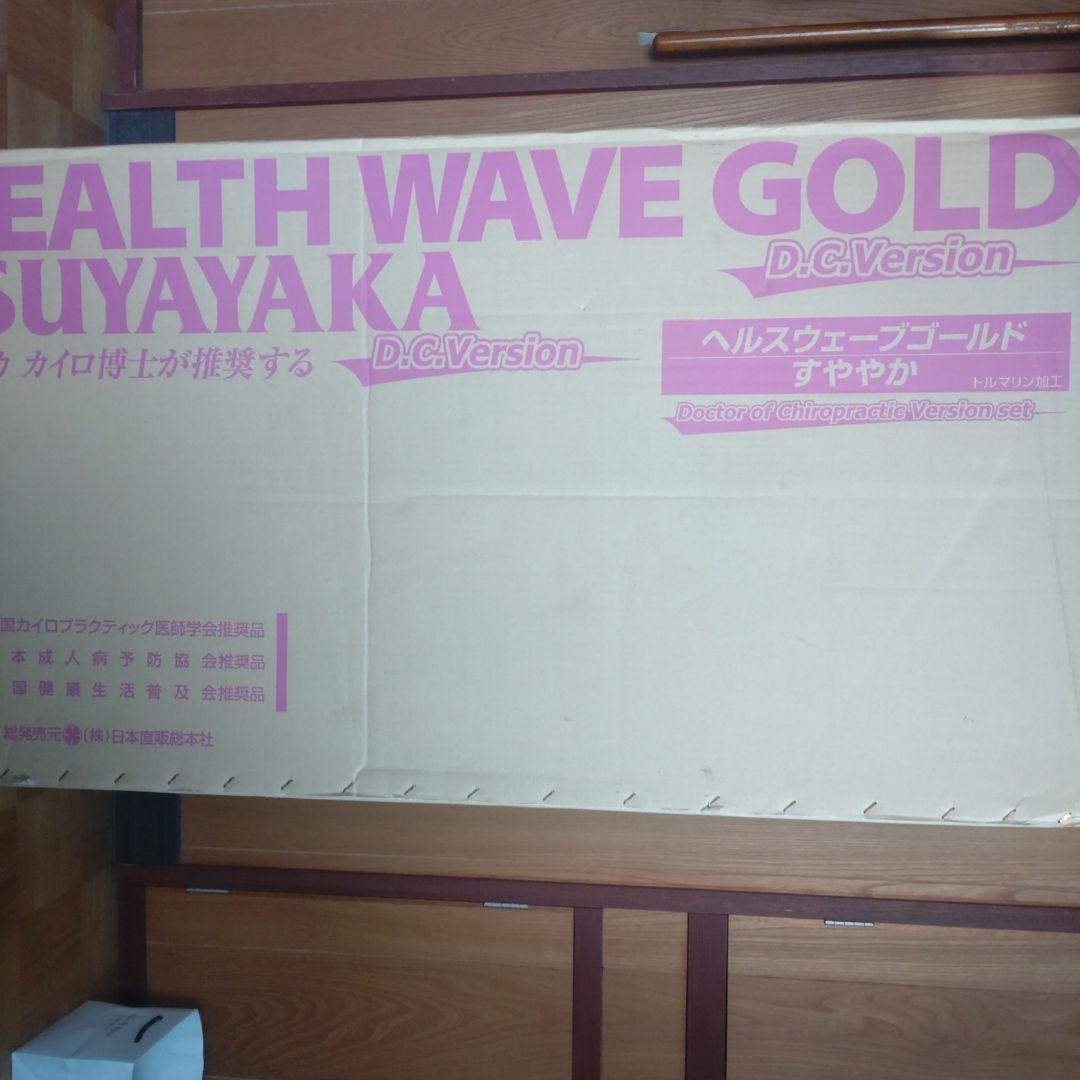 EALTH WAVE GOLD
D.C.Version
SUYAYAKA
D.C.Version
カイロ博士が推奨する
ヘルスウェーブゴールド
すややか
トルマリン加工
Doctor of Chiropractic Version set
国カイロプラクティック医師学会推奨品
本成人病予防協会推奨品
国健康生活普及会推奨品
総発売元 (株)日本直販総本社